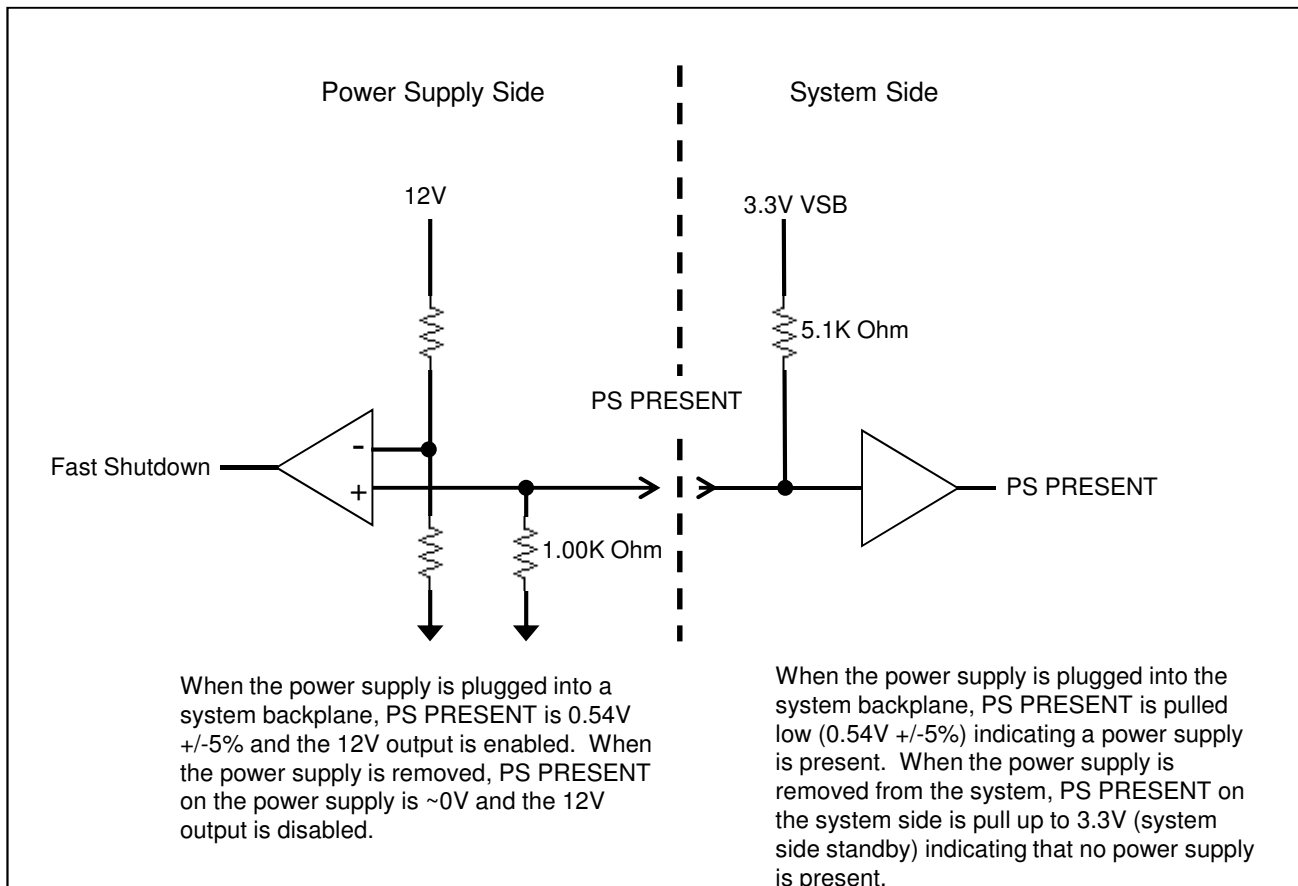 Power Supply Side
System Side
12V
3.3V VSB
5.1K Ohm
PS PRESENT
-
Fast Shutdown
+
PS PRESENT
1.00K Ohm
When the power supply is plugged into a
system backplane, PS PRESENT is 0.54V
+/-5% and the 12V output is enabled. When
the power supply is removed, PS PRESENT
on the power supply is ~0V and the 12V
output is disabled.
When the power supply is plugged into the
system backplane, PS PRESENT is pulled
low (0.54V +/-5%) indicating a power supply
is present. When the power supply is
removed from the system, PS PRESENT on
the system side is pull up to 3.3V (system
side standby) indicating that no power supply
is present.